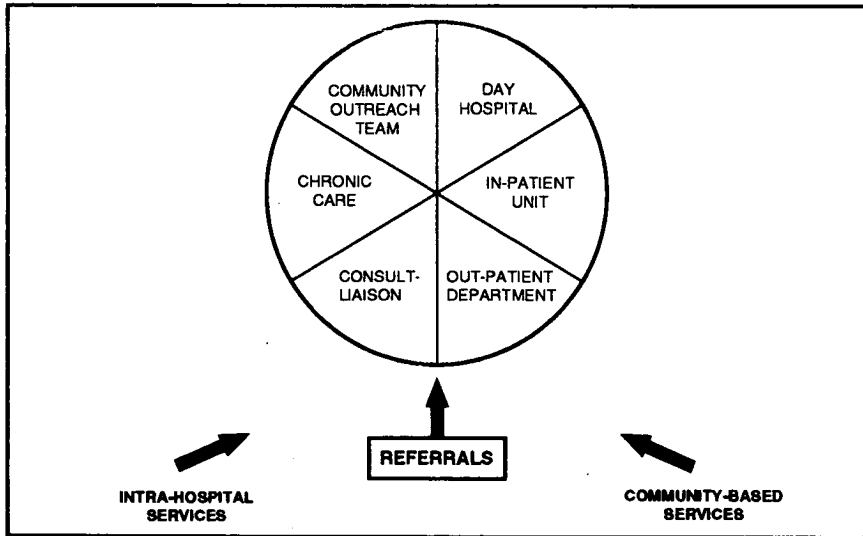 COMMUNITY
OUTREACH
TEAM
DAY
HOSPITAL
CHRONIC
CARE
IN-PATIENT
UNIT
CONSULT-
LIAISON
OUT-PATIENT
DEPARTMENT
REFERRALS
INTRA-HOSPITAL
SERVICES
COMMUNITY-BASED
SERVICES